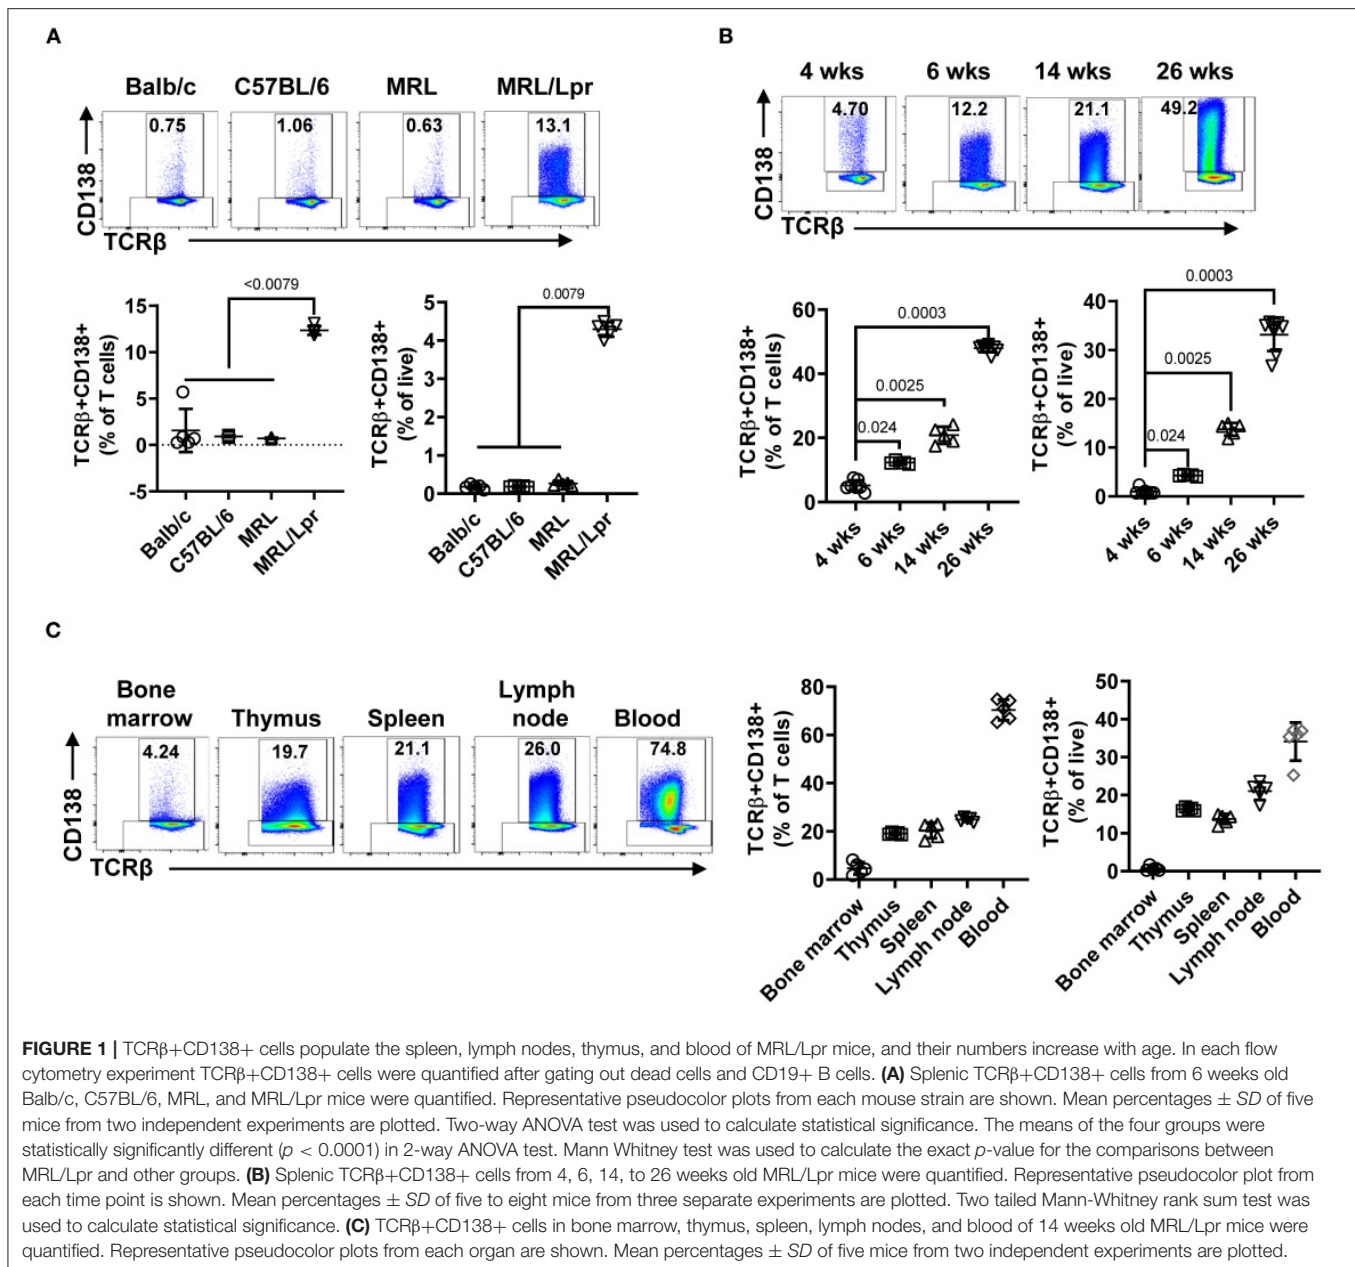 A
Balb/c C57BL/6 MRL MRL/Lpr
0.75 1.06 0.63 13.1
CD138
TCRβ
TCRβ+CD138+
(% of T cells)
15
10
5
0
-5
<0.0079
Balb/c
C57BL/6
MRL
MRL/Lpr
TCRβ+CD138+
(% of live)
5
4
3
2
1
0
0.0079
Balb/c
C57BL/6
MRL
MRL/Lpr
B
4 wks 6 wks 14 wks 26 wks
4.70 12.2 21.1 49.2
CD138
TCRβ
TCRβ+CD138+
(% of T cells)
60
40
20
0
0.0003
0.0025
0.024
4 wks
6 wks
14 wks
26 wks
TCRβ+CD138+
(% of live)
40
30
20
10
0
0.0003
0.0025
0.024
4 wks
6 wks
14 wks
26 wks
C
Bone
marrow
Thymus
Spleen
Lymph
node
Blood
4.24 19.7 21.1 26.0 74.8
CD138
TCRβ
TCRβ+CD138+
(% of T cells)
80
60
40
20
0
Bone marrow
Thymus
Spleen
Lymph node
Blood
TCRβ+CD138+
(% of live)
50
40
30
20
10
0
Bone marrow
Thymus
Spleen
Lymph node
Blood
FIGURE 1 | TCRβ+CD138+ cells populate the spleen, lymph nodes, thymus, and blood of MRL/Lpr mice, and their numbers increase with age. In each flow
cytometry experiment TCRβ+CD138+ cells were quantified after gating out dead cells and CD19+ B cells. (A) Splenic TCRβ+CD138+ cells from 6 weeks old
Balb/c, C57BL/6, MRL, and MRL/Lpr mice were quantified. Representative pseudocolor plots from each mouse strain are shown. Mean percentages ± SD of five
mice from two independent experiments are plotted. Two-way ANOVA test was used to calculate statistical significance. The means of the four groups were
statistically significantly different (p < 0.0001) in 2-way ANOVA test. Mann Whitney test was used to calculate the exact p-value for the comparisons between
MRL/Lpr and other groups. (B) Splenic TCRβ+CD138+ cells from 4, 6, 14, to 26 weeks old MRL/Lpr mice were quantified. Representative pseudocolor plot from
each time point is shown. Mean percentages ± SD of five to eight mice from three separate experiments are plotted. Two tailed Mann-Whitney rank sum test was
used to calculate statistical significance. (C) TCRβ+CD138+ cells in bone marrow, thymus, spleen, lymph nodes, and blood of 14 weeks old MRL/Lpr mice were
quantified. Representative pseudocolor plots from each organ are shown. Mean percentages ± SD of five mice from two independent experiments are plotted.